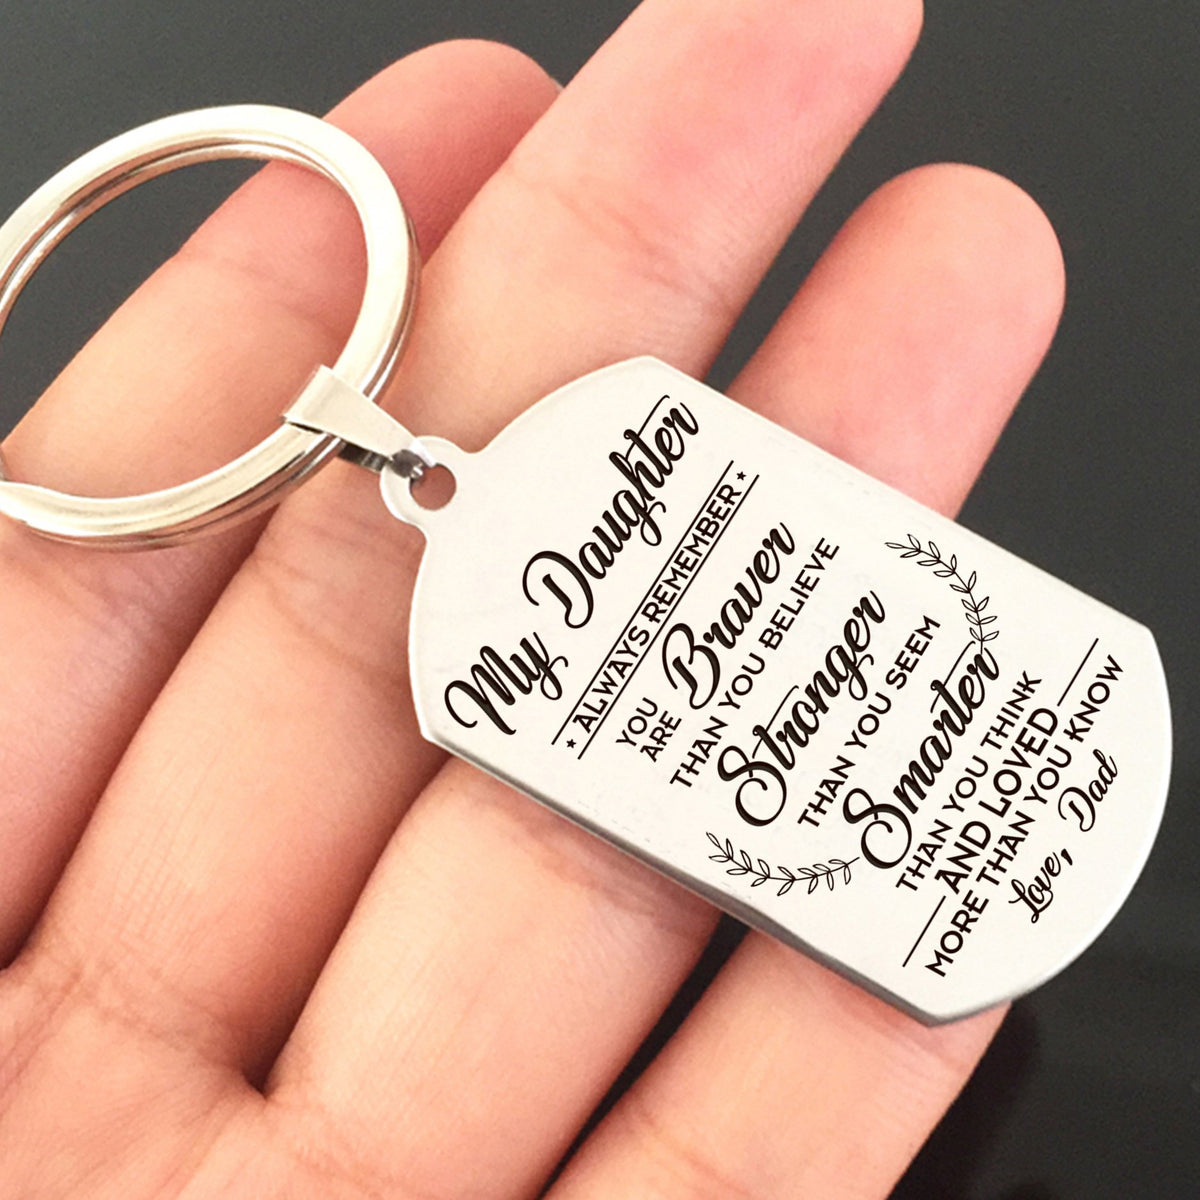 My Daughter
ALWAYS REMEMBER
YOU ARE Braver
THAN YOU BELIEVE
Stronger
THAN YOU SEEM
Smarter
THAN YOU THINK
AND LOVED
MORE THAN YOU KNOW
Love, Dad